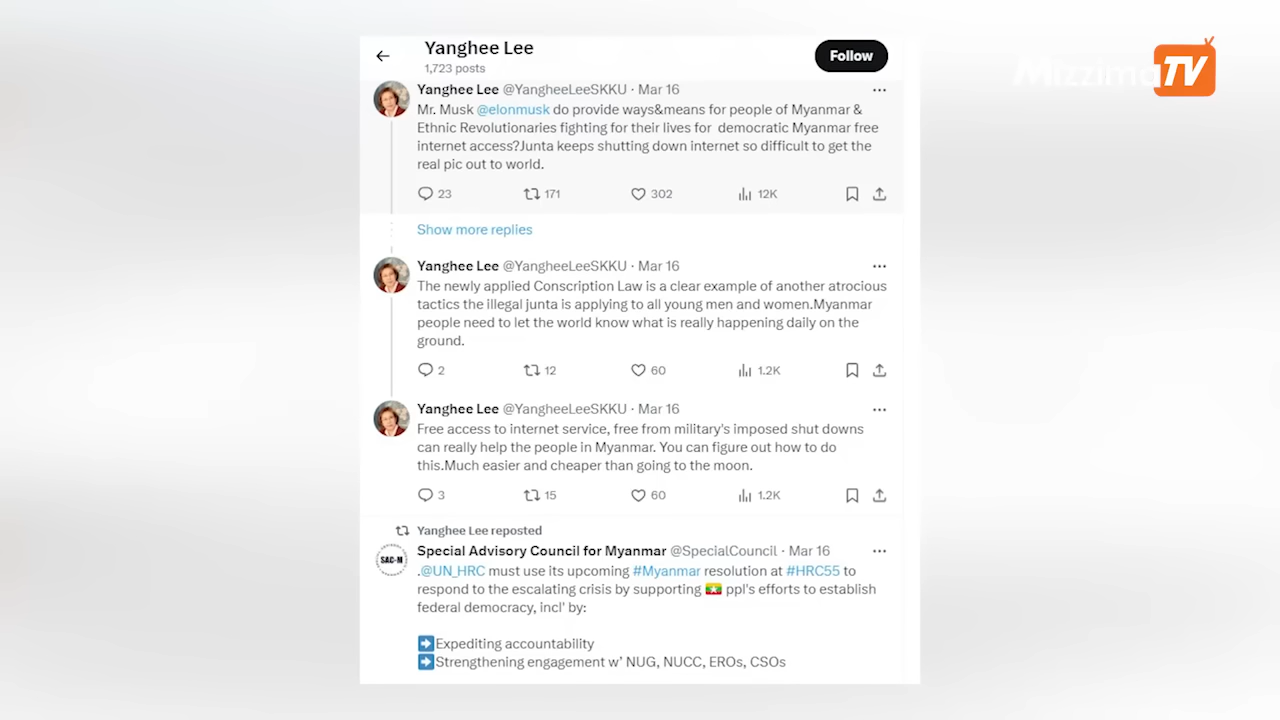 Mizzima TV
Yanghee Lee
1,723 posts
Follow
Yanghee Lee @YangheeLeeSKKU · Mar 16
Mr. Musk @elonmusk do provide ways&means for people of Myanmar &
Ethnic Revolutionaries fighting for their lives for democratic Myanmar free
internet access?Junta keeps shutting down internet so difficult to get the
real pic out to world.
23 171 302 12K
Show more replies
Yanghee Lee @YangheeLeeSKKU · Mar 16
The newly applied Conscription Law is a clear example of another atrocious
tactics the illegal junta is applying to all young men and women.Myanmar
people need to let the world know what is really happening daily on the
ground.
2 12 60 1.2K
Yanghee Lee @YangheeLeeSKKU · Mar 16
Free access to internet service, free from military's imposed shut downs
can really help the people in Myanmar. You can figure out how to do
this.Much easier and cheaper than going to the moon.
3 15 60 1.2K
Yanghee Lee reposted
SAC-M
Special Advisory Council for Myanmar @SpecialCouncil · Mar 16
.@UN_HRC must use its upcoming #Myanmar resolution at #HRC55 to
respond to the escalating crisis by supporting 🇲🇲 ppl's efforts to establish
federal democracy, incl' by:
➡️Expediting accountability
➡️Strengthening engagement w’ NUG, NUCC, EROs, CSOs